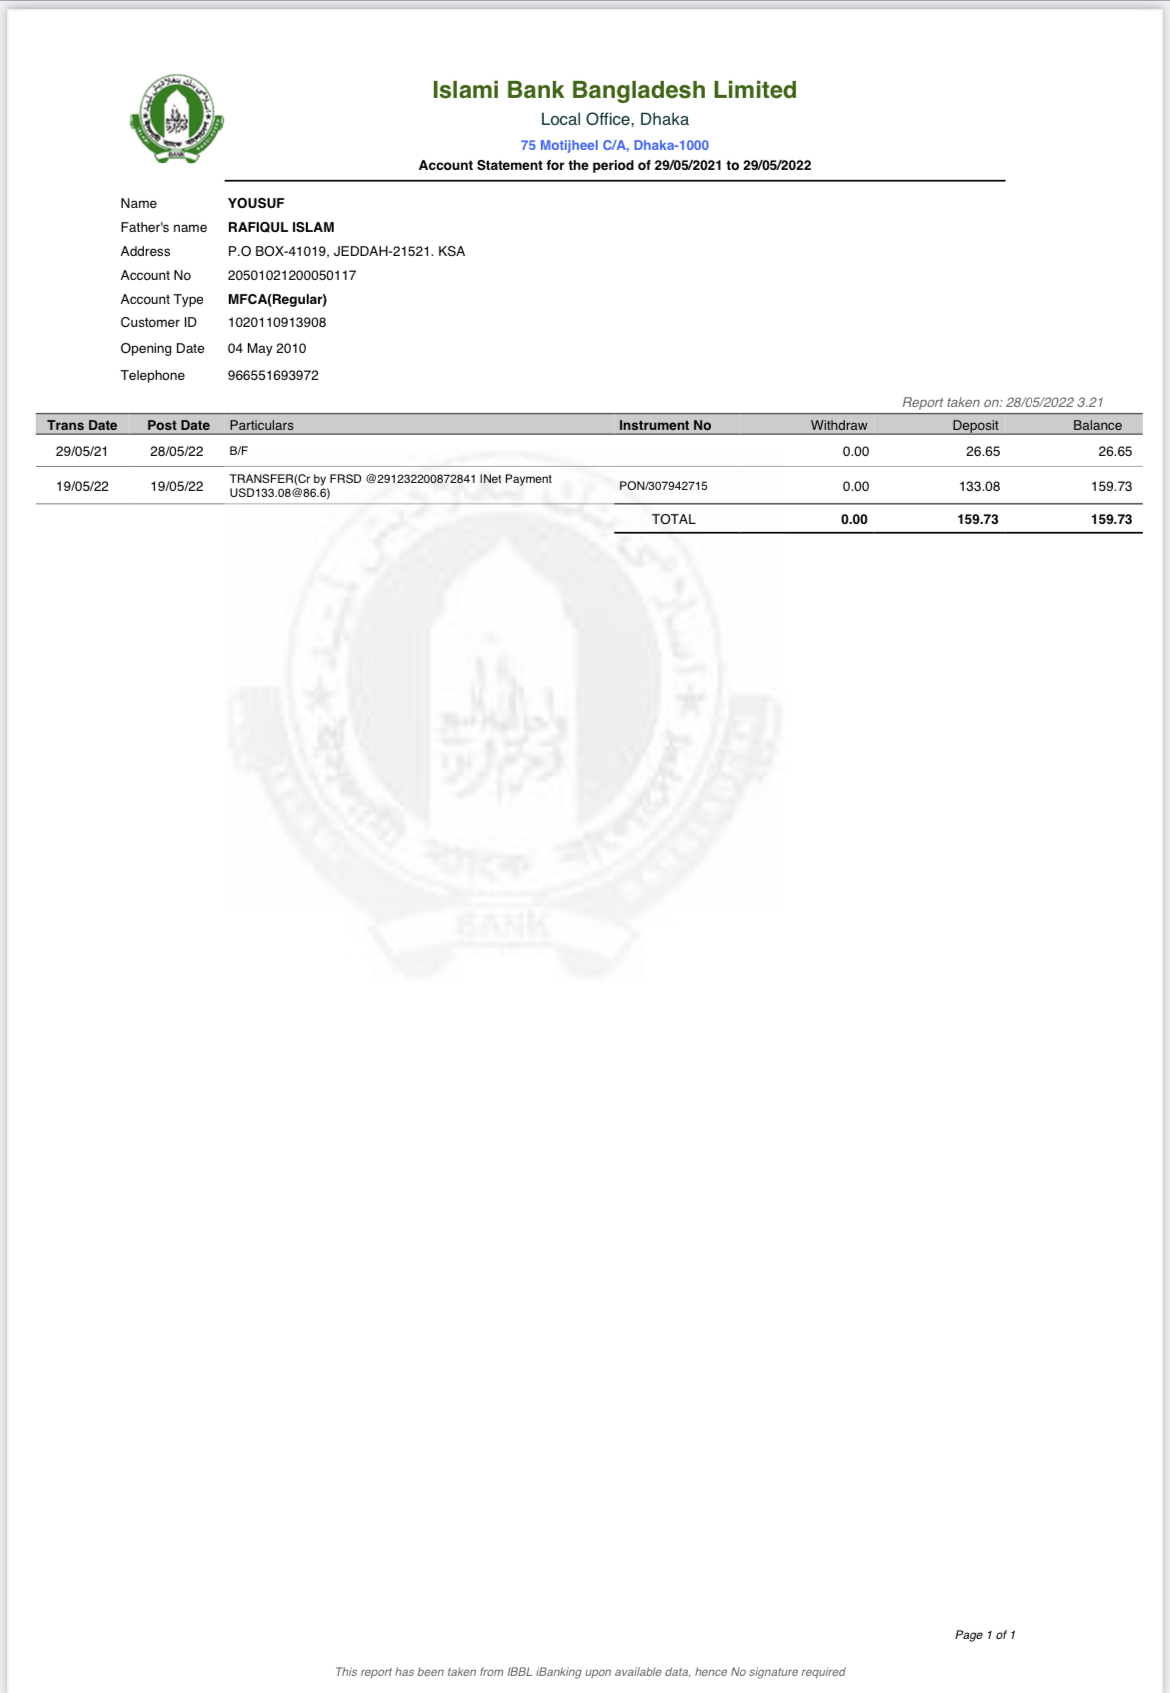 Islami Bank Bangladesh Limited
Local Office, Dhaka
75 Motijheel C/A, Dhaka-1000
Account Statement for the period of 29/05/2021 to 29/05/2022
BANK
Name YOUSUF
Father's name RAFIQUL ISLAM
Address P.O BOX-41019, JEDDAH-21521. KSA
Account No 20501021200050117
Account Type MFCA(Regular)
Customer ID 1020110913908
Opening Date 04 May 2010
Telephone 966551693972
Report taken on: 28/05/2022 3.21
Trans Date Post Date Particulars Instrument No Withdraw Deposit Balance
29/05/21 28/05/22 B/F 0.00 26.65 26.65
19/05/22 19/05/22 TRANSFER(Cr by FRSD @291232200872841 INet Payment PON/307942715 0.00 133.08 159.73
USD133.08@86.6)
TOTAL 0.00 159.73 159.73
BANK
Page 1 of 1
This report has been taken from IBBL iBanking upon available data, hence No signature required